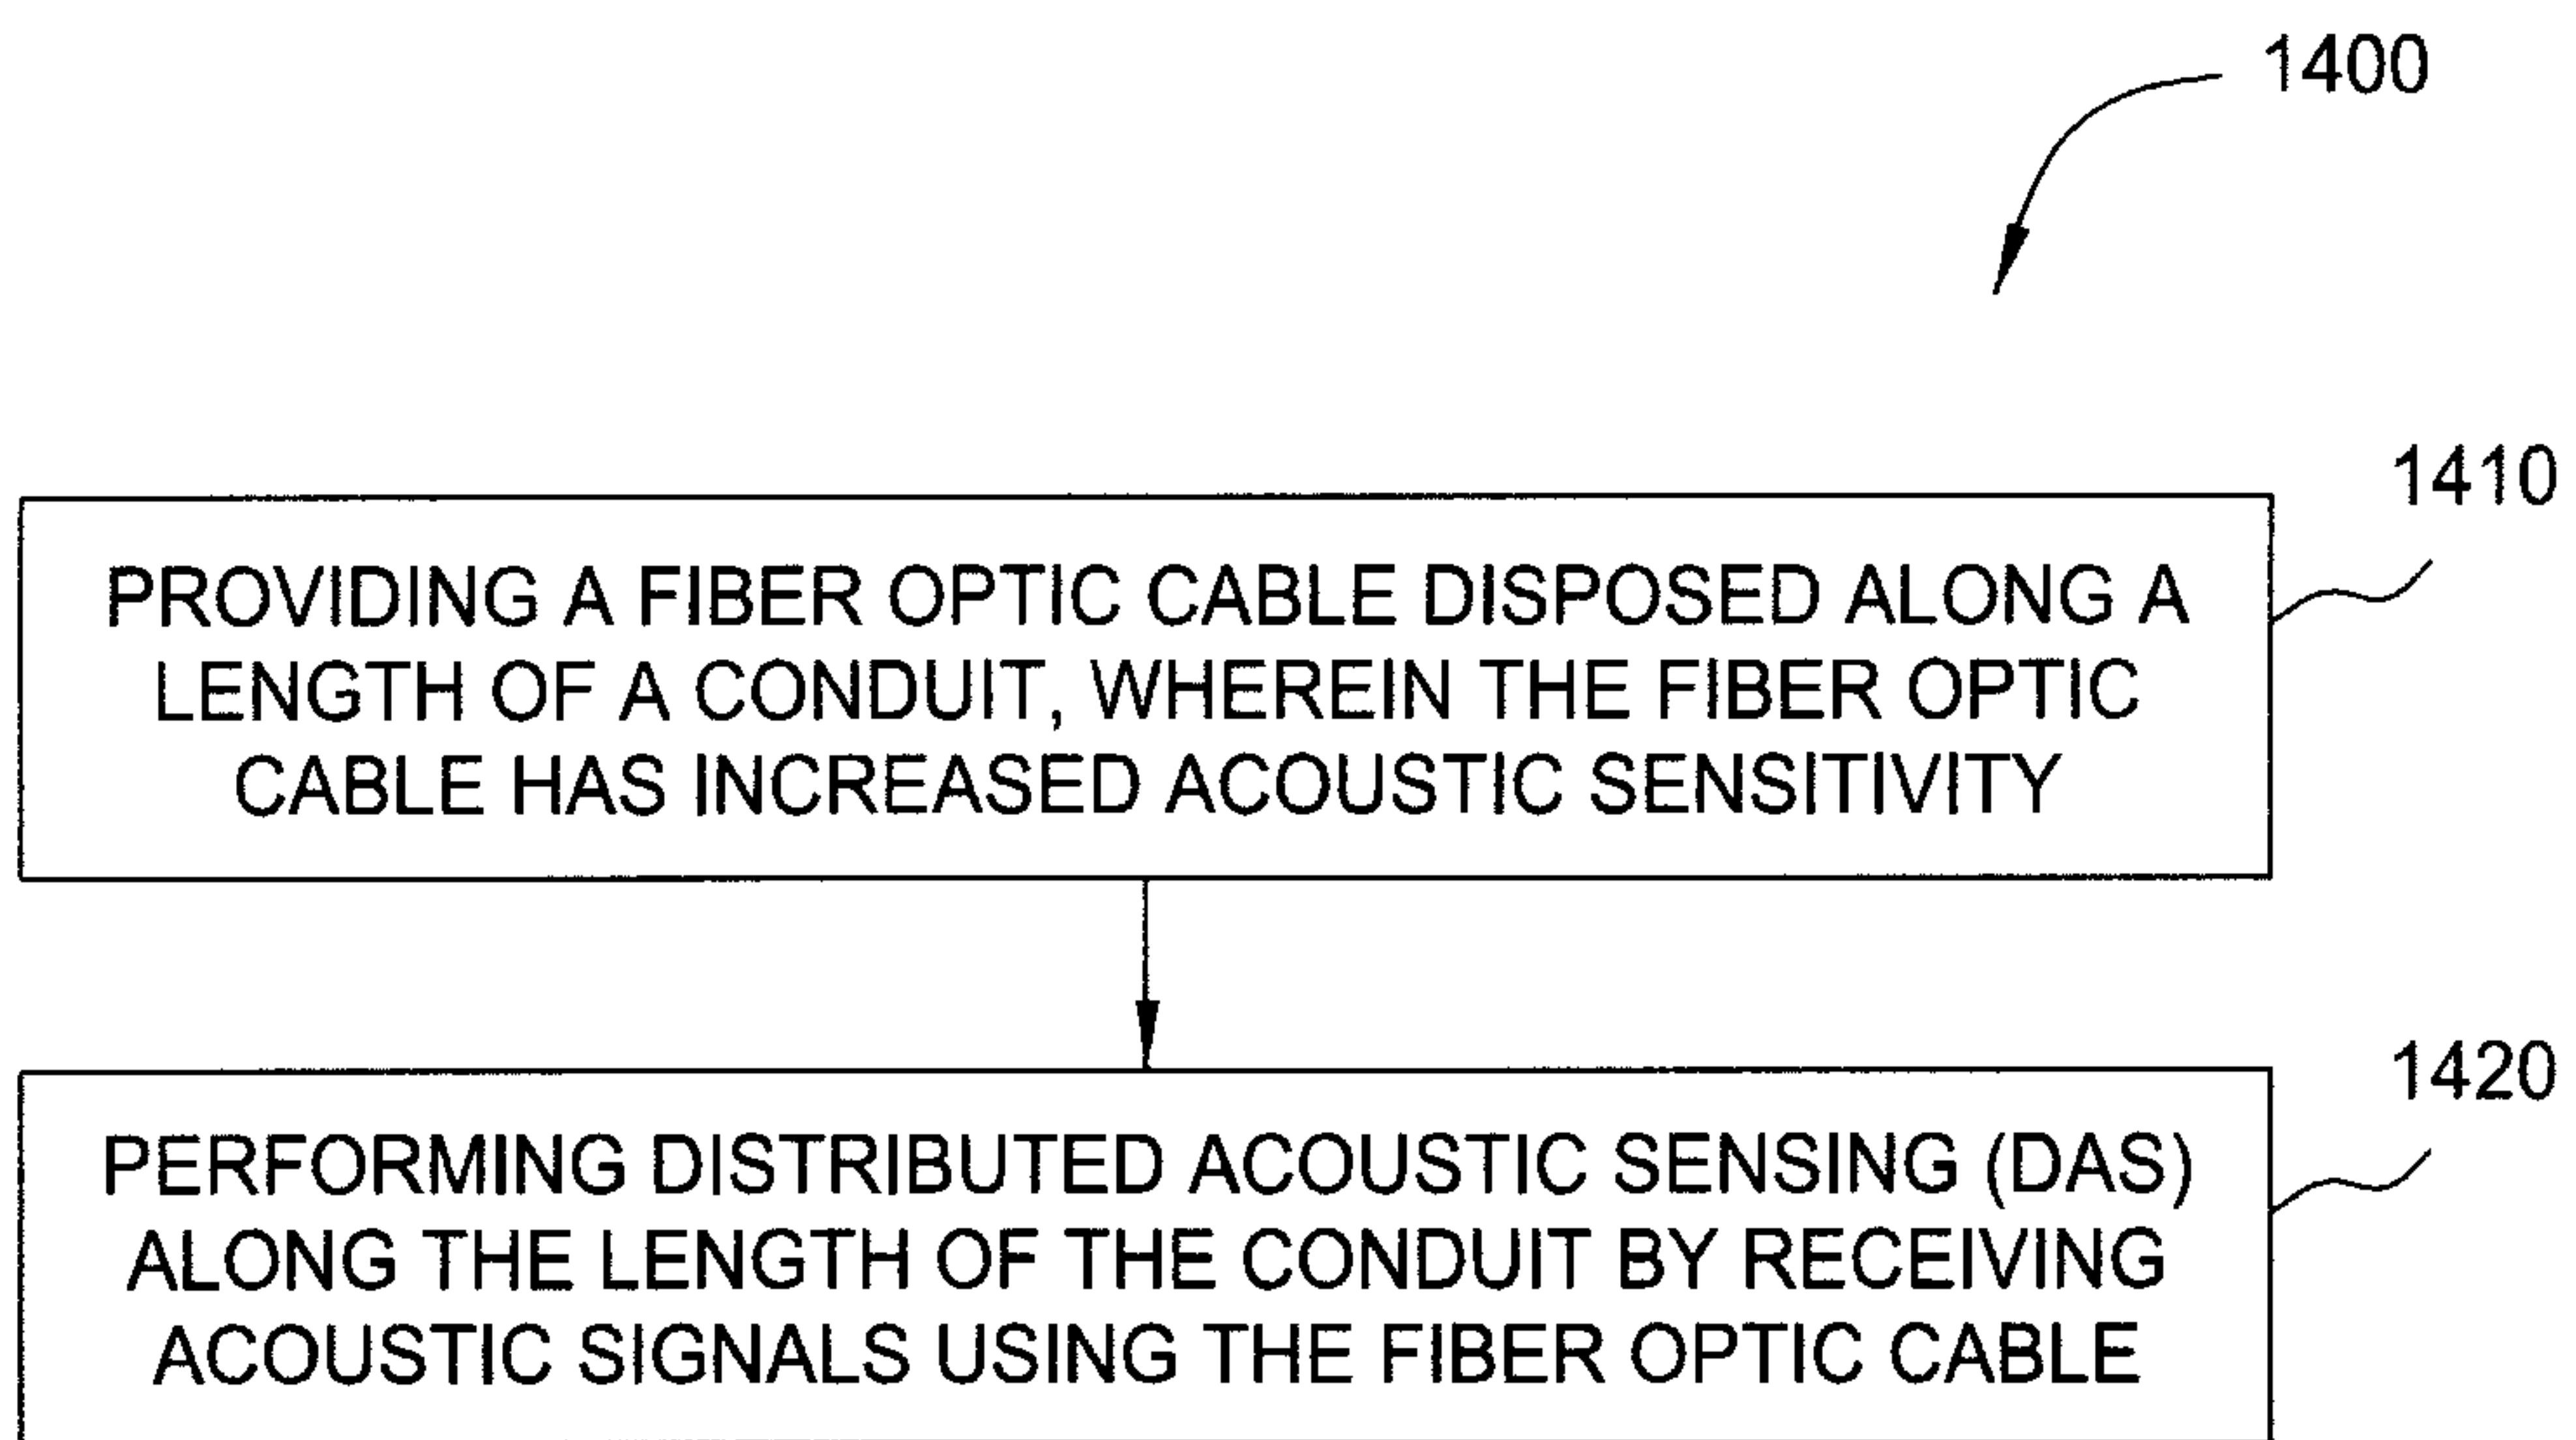 1400
1410
PROVIDING A FIBER OPTIC CABLE DISPOSED ALONG A
LENGTH OF A CONDUIT, WHEREIN THE FIBER OPTIC
CABLE HAS INCREASED ACOUSTIC SENSITIVITY
1420
PERFORMING DISTRIBUTED ACOUSTIC SENSING (DAS)
ALONG THE LENGTH OF THE CONDUIT BY RECEIVING
ACOUSTIC SIGNALS USING THE FIBER OPTIC CABLE